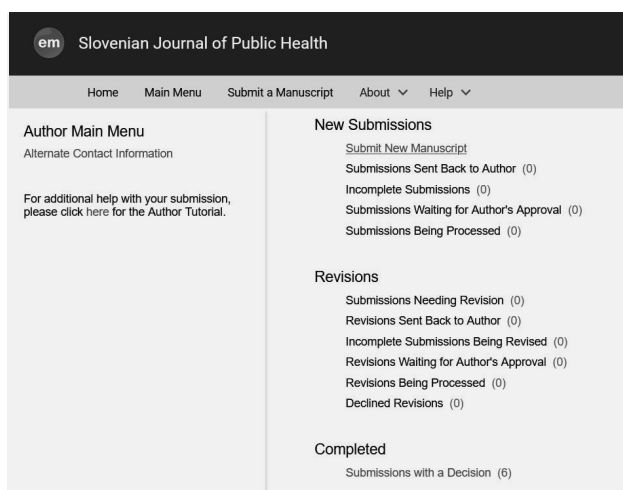 em Slovenian Journal of Public Health
Home Main Menu Submit a Manuscript About Help
Author Main Menu
Alternate Contact Information
For additional help with your submission,
please click here for the Author Tutorial.
New Submissions
Submit New Manuscript
Submissions Sent Back to Author (0)
Incomplete Submissions (0)
Submissions Waiting for Author's Approval (0)
Submissions Being Processed (0)
Revisions
Submissions Needing Revision (0)
Revisions Sent Back to Author (0)
Incomplete Submissions Being Revised (0)
Revisions Waiting for Author's Approval (0)
Revisions Being Processed (0)
Declined Revisions (0)
Completed
Submissions with a Decision (6)